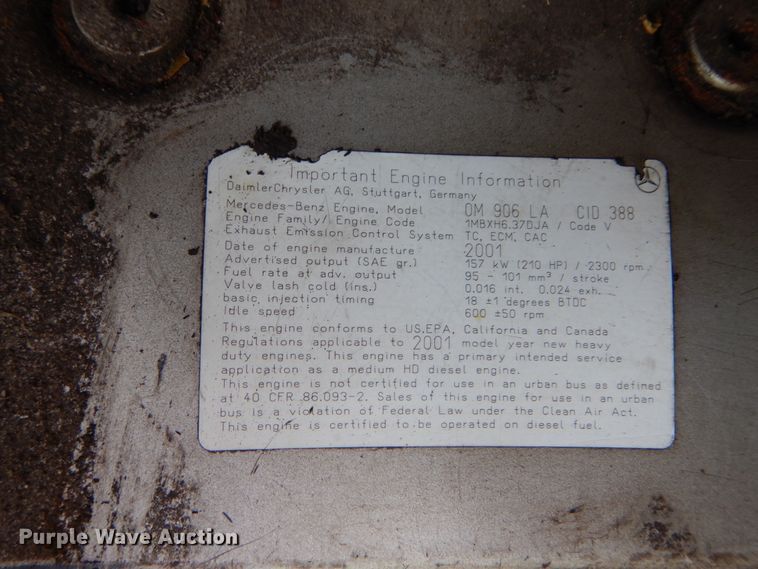 Important Engine Information
DaimlerChrysler AG, Stuttgart, Germany
Mercedes-Benz Engine, Model OM 906 LA CID 388
Engine Family/ Engine Code 1MBXH6.37DJA / Code V
Exhaust Emission Control System TC, ECM, CAC
Date of engine manufacture 2001
Advertised output (SAE gr.) 157 kW (210 HP) / 2300 rpm
Fuel rate at adv. output 95 - 101 mm³ / stroke
Valve lash cold (ins.) 0.016 int. 0.024 exh.
basic injection timing 18 ±1 degrees BTDC
Idle speed 600 ±50 rpm
This engine conforms to US.EPA, California and Canada
Regulations applicable to 2001 model year new heavy
duty engines. This engine has a primary intended service
application as a medium HD diesel engine.
This engine is not certified for use in an urban bus as defined
at 40 CFR 86.093-2. Sales of this engine for use in an urban
bus is a violation of Federal Law under the Clean Air Act.
This engine is certified to be operated on diesel fuel.
Purple Wave Auction